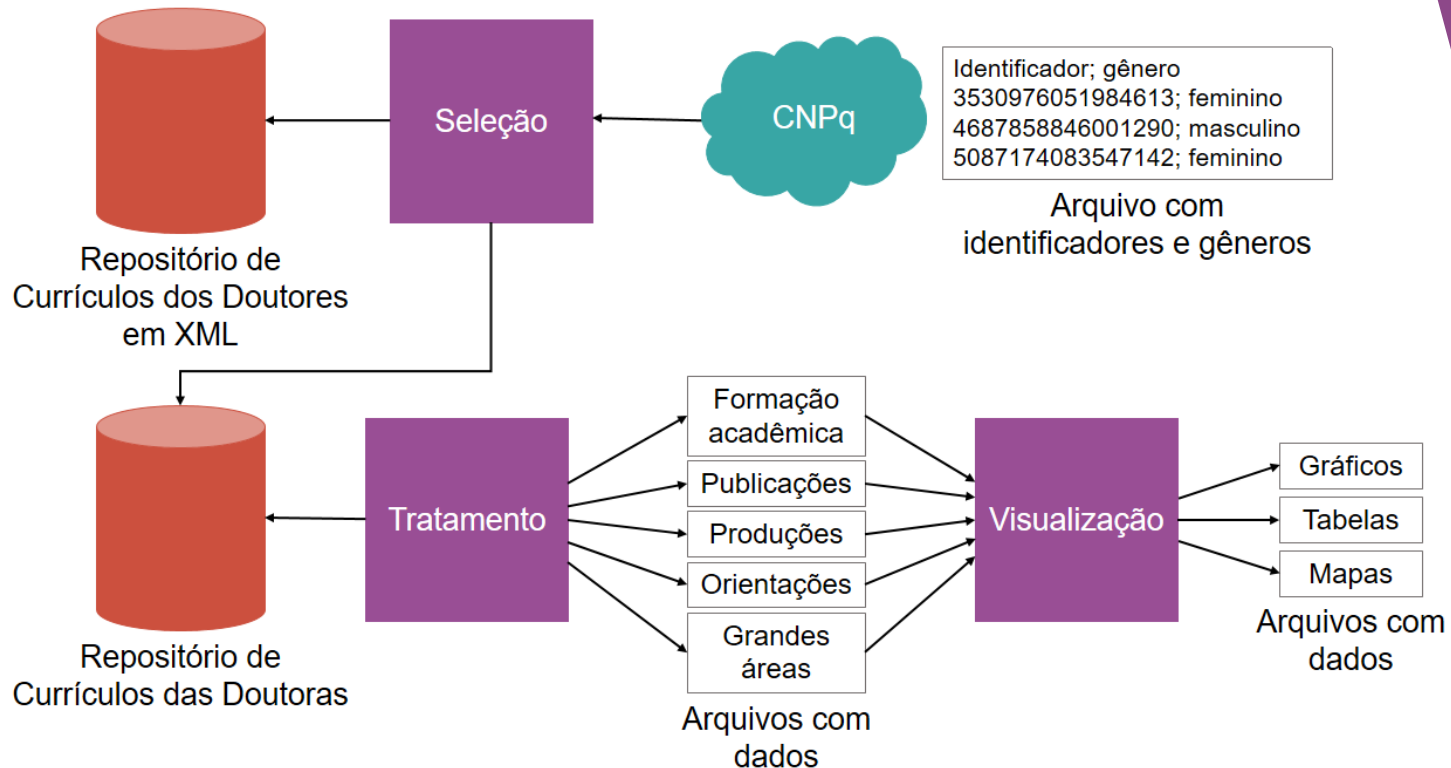 Seleção
CNPq
Identificador; gênero
3530976051984613; feminino
4687858846001290; masculino
5087174083547142; feminino
Arquivo com
identificadores e gêneros
Repositório de
Currículos dos Doutores
em XML
Tratamento
Formação
acadêmica
Publicações
Produções
Orientações
Grandes
áreas
Arquivos com
dados
Visualização
Gráficos
Tabelas
Mapas
Arquivos com
dados
Repositório de
Currículos das Doutoras